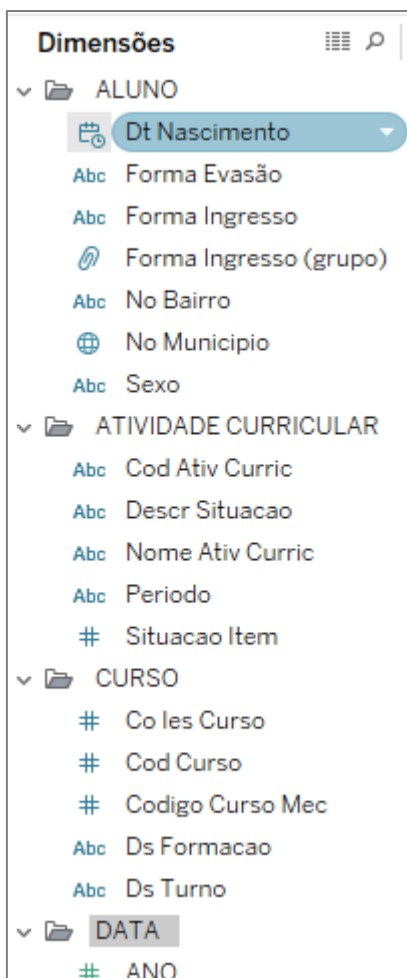 Dimensões
ALUNO
Dt Nascimento
Abc Forma Evasão
Abc Forma Ingresso
Forma Ingresso (grupo)
Abc No Bairro
No Municipio
Abc Sexo
ATIVIDADE CURRICULAR
Abc Cod Ativ Curric
Abc Descr Situacao
Abc Nome Ativ Curric
Abc Periodo
# Situacao Item
CURSO
# Co Ies Curso
# Cod Curso
# Codigo Curso Mec
Abc Ds Formacao
Abc Ds Turno
DATA
# ANO